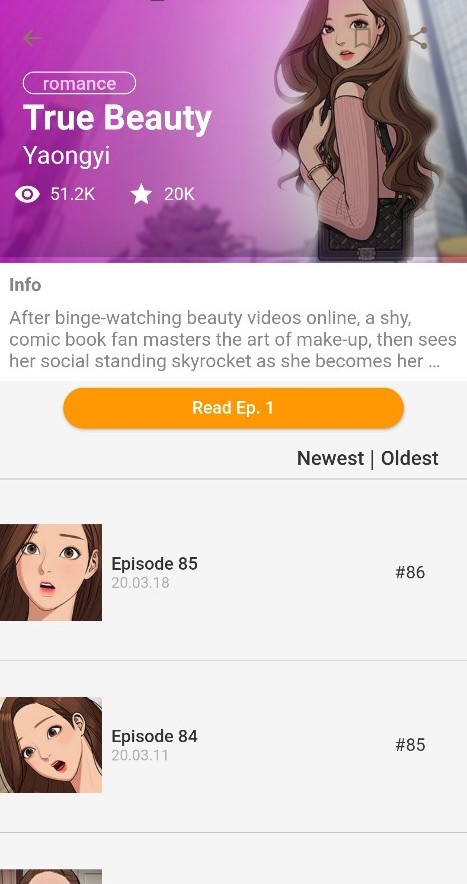 romance
True Beauty
Yaongyi
51.2K 20K
Info
After binge-watching beauty videos online, a shy,
comic book fan masters the art of make-up, then sees
her social standing skyrocket as she becomes her ...
Read Ep. 1
Newest | Oldest
Episode 85
20.03.18
#86
Episode 84
20.03.11
#85